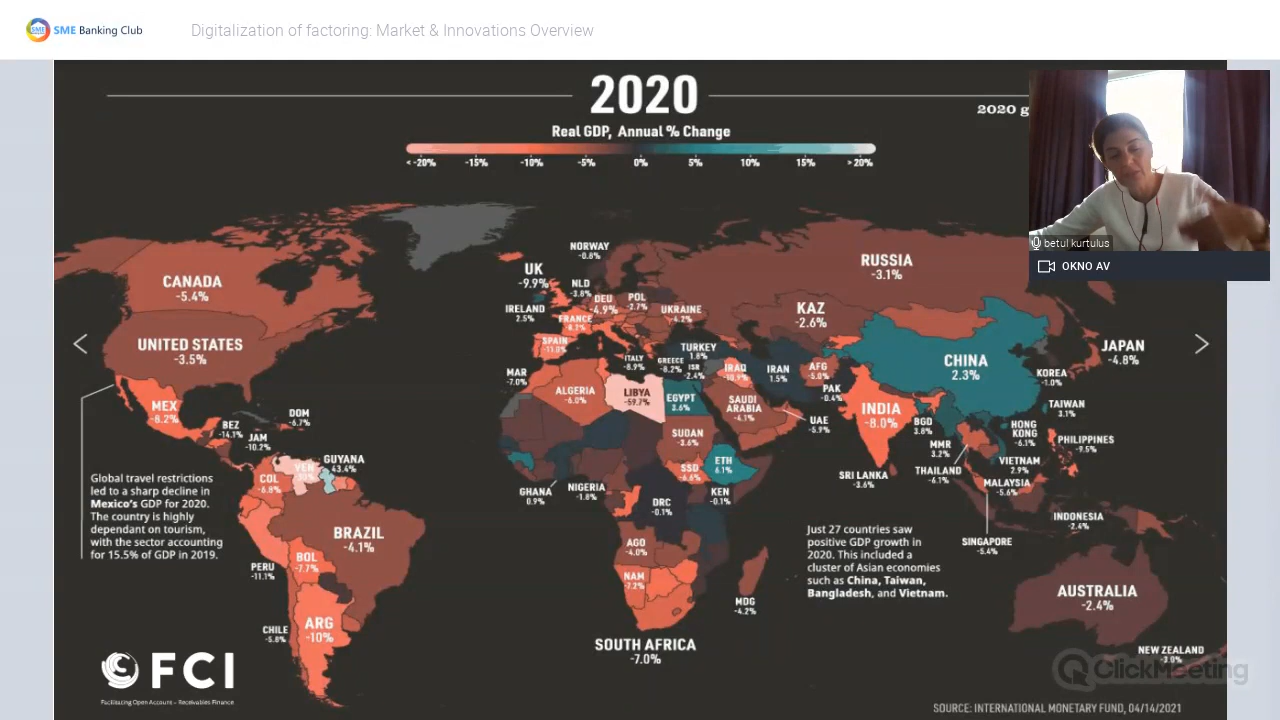 SME Banking Club
Digitalization of factoring: Market & Innovations Overview
2020
2020 g
Real GDP, Annual % Change
< -20% -15% -10% -5% 0% 5% 10% 15% > 20%
betul kurtulus
OKNO AV
CANADA
-5.4%
UNITED STATES
-3.5%
MEX
-8.2%
BEZ
-14.1%
JAM
-10.2%
DOM
-6.7%
GUYANA
43.4%
VEN
COL
-6.8%
BRAZIL
-4.1%
BOL
-7.7%
PERU
-11.1%
CHILE
-5.8%
ARG
-10%
Global travel restrictions
led to a sharp decline in
Mexico's GDP for 2020.
The country is highly
dependant on tourism,
with the sector accounting
for 15.5% of GDP in 2019.
NORWAY
-0.8%
UK
-9.9%
NLD
-3.8%
IRELAND
2.5%
DEU
-4.9%
POL
-2.7%
UKRAINE
-4.2%
FRANCE
SPAIN
-11.0%
ITALY
-8.9%
GREECE
-8.2%
TURKEY
1.8%
ISR
-2.4%
RUSSIA
-3.1%
KAZ
-2.6%
MAR
-7.0%
ALGERIA
-6.0%
LIBYA
-59.7%
EGYPT
3.6%
IRAQ
-10.9%
IRAN
1.5%
AFG
-5.0%
PAK
-0.4%
SAUDI
ARABIA
-4.1%
UAE
-5.9%
SUDAN
-3.6%
SSD
-6.6%
ETH
6.1%
GHANA
0.9%
NIGERIA
-1.8%
DRC
-0.1%
KEN
-0.1%
AGO
-4.0%
NAM
-7.2%
MDG
-4.2%
SOUTH AFRICA
-7.0%
CHINA
2.3%
INDIA
-8.0%
BGD
3.8%
MMR
3.2%
SRI LANKA
-3.6%
THAILAND
-6.1%
JAPAN
-4.8%
KOREA
-1.0%
TAIWAN
3.1%
HONG
KONG
-6.1%
PHILIPPINES
-9.5%
VIETNAM
2.9%
MALAYSIA
-5.6%
INDONESIA
-2.4%
SINGAPORE
-5.4%
AUSTRALIA
-2.4%
NEW ZEALAND
-3.0%
Just 27 countries saw
positive GDP growth in
2020. This included a
cluster of Asian economies
such as China, Taiwan,
Bangladesh, and Vietnam.
FCI
Facilitating Open Account – Receivables Finance
ClickMeeting
SOURCE: INTERNATIONAL MONETARY FUND, 04/14/2021